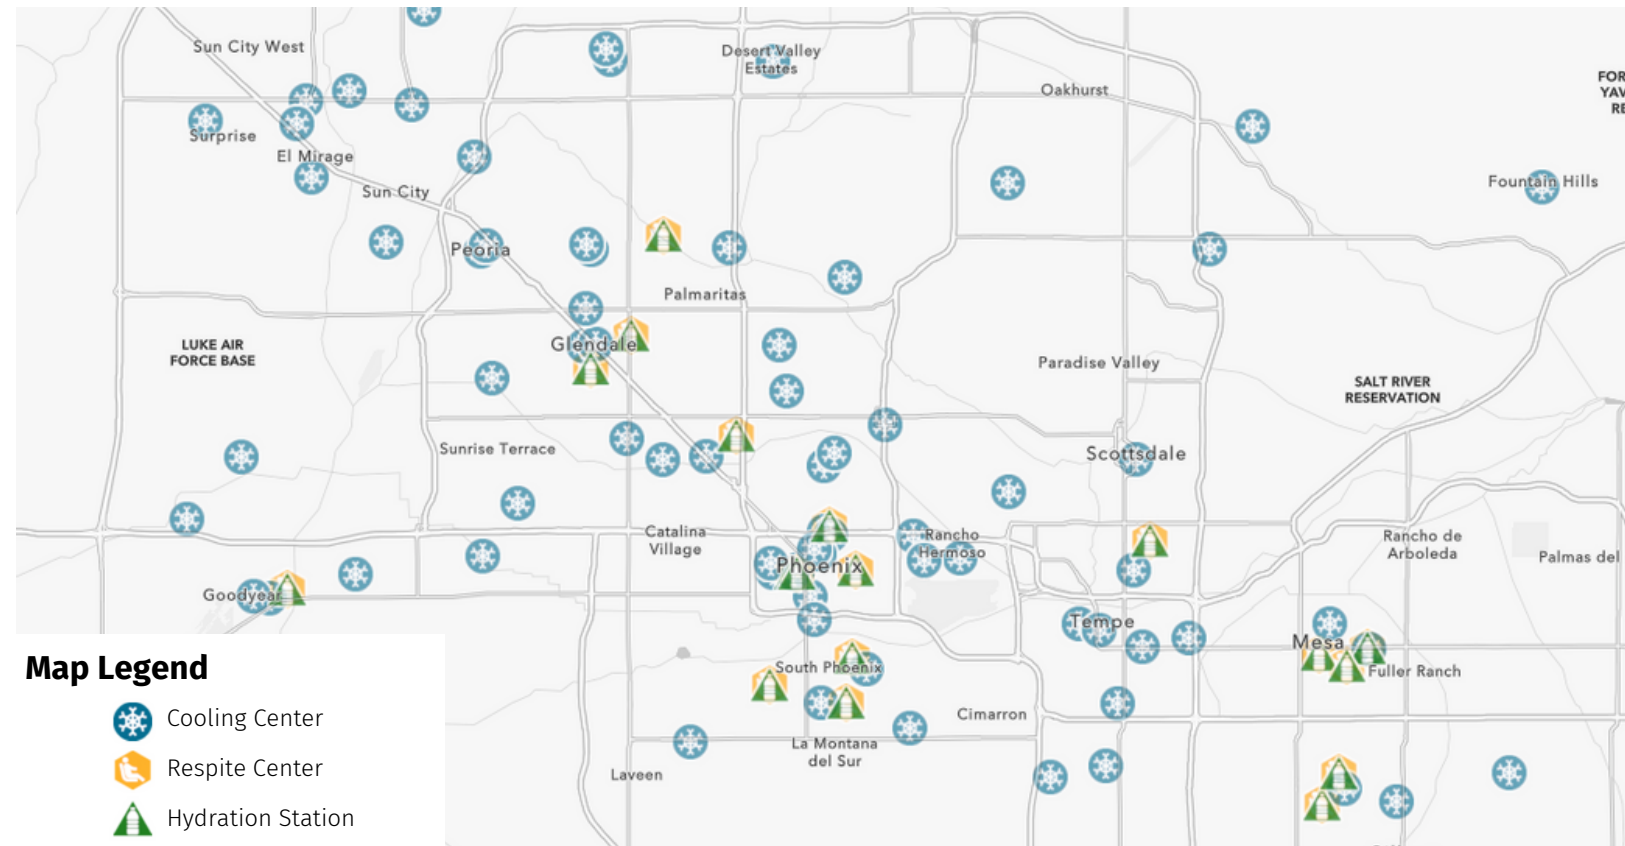 Sun City West
Desert Valley
Estates
Oakhurst
FOR
YAV
RE
Surprise
El Mirage
Sun City
Fountain Hills
Peoria
Palmaritas
LUKE AIR
FORCE BASE
Glendale
Paradise Valley
SALT RIVER
RESERVATION
Sunrise Terrace
Scottsdale
Catalina
Village
Rancho
Hermoso
Rancho de
Arboleda
Palmas del
Phoenix
Goodyear
Tempe
Mesa
South Phoenix
Fuller Ranch
Cimarron
La Montana
del Sur
Laveen
Map Legend
Cooling Center
Respite Center
Hydration Station